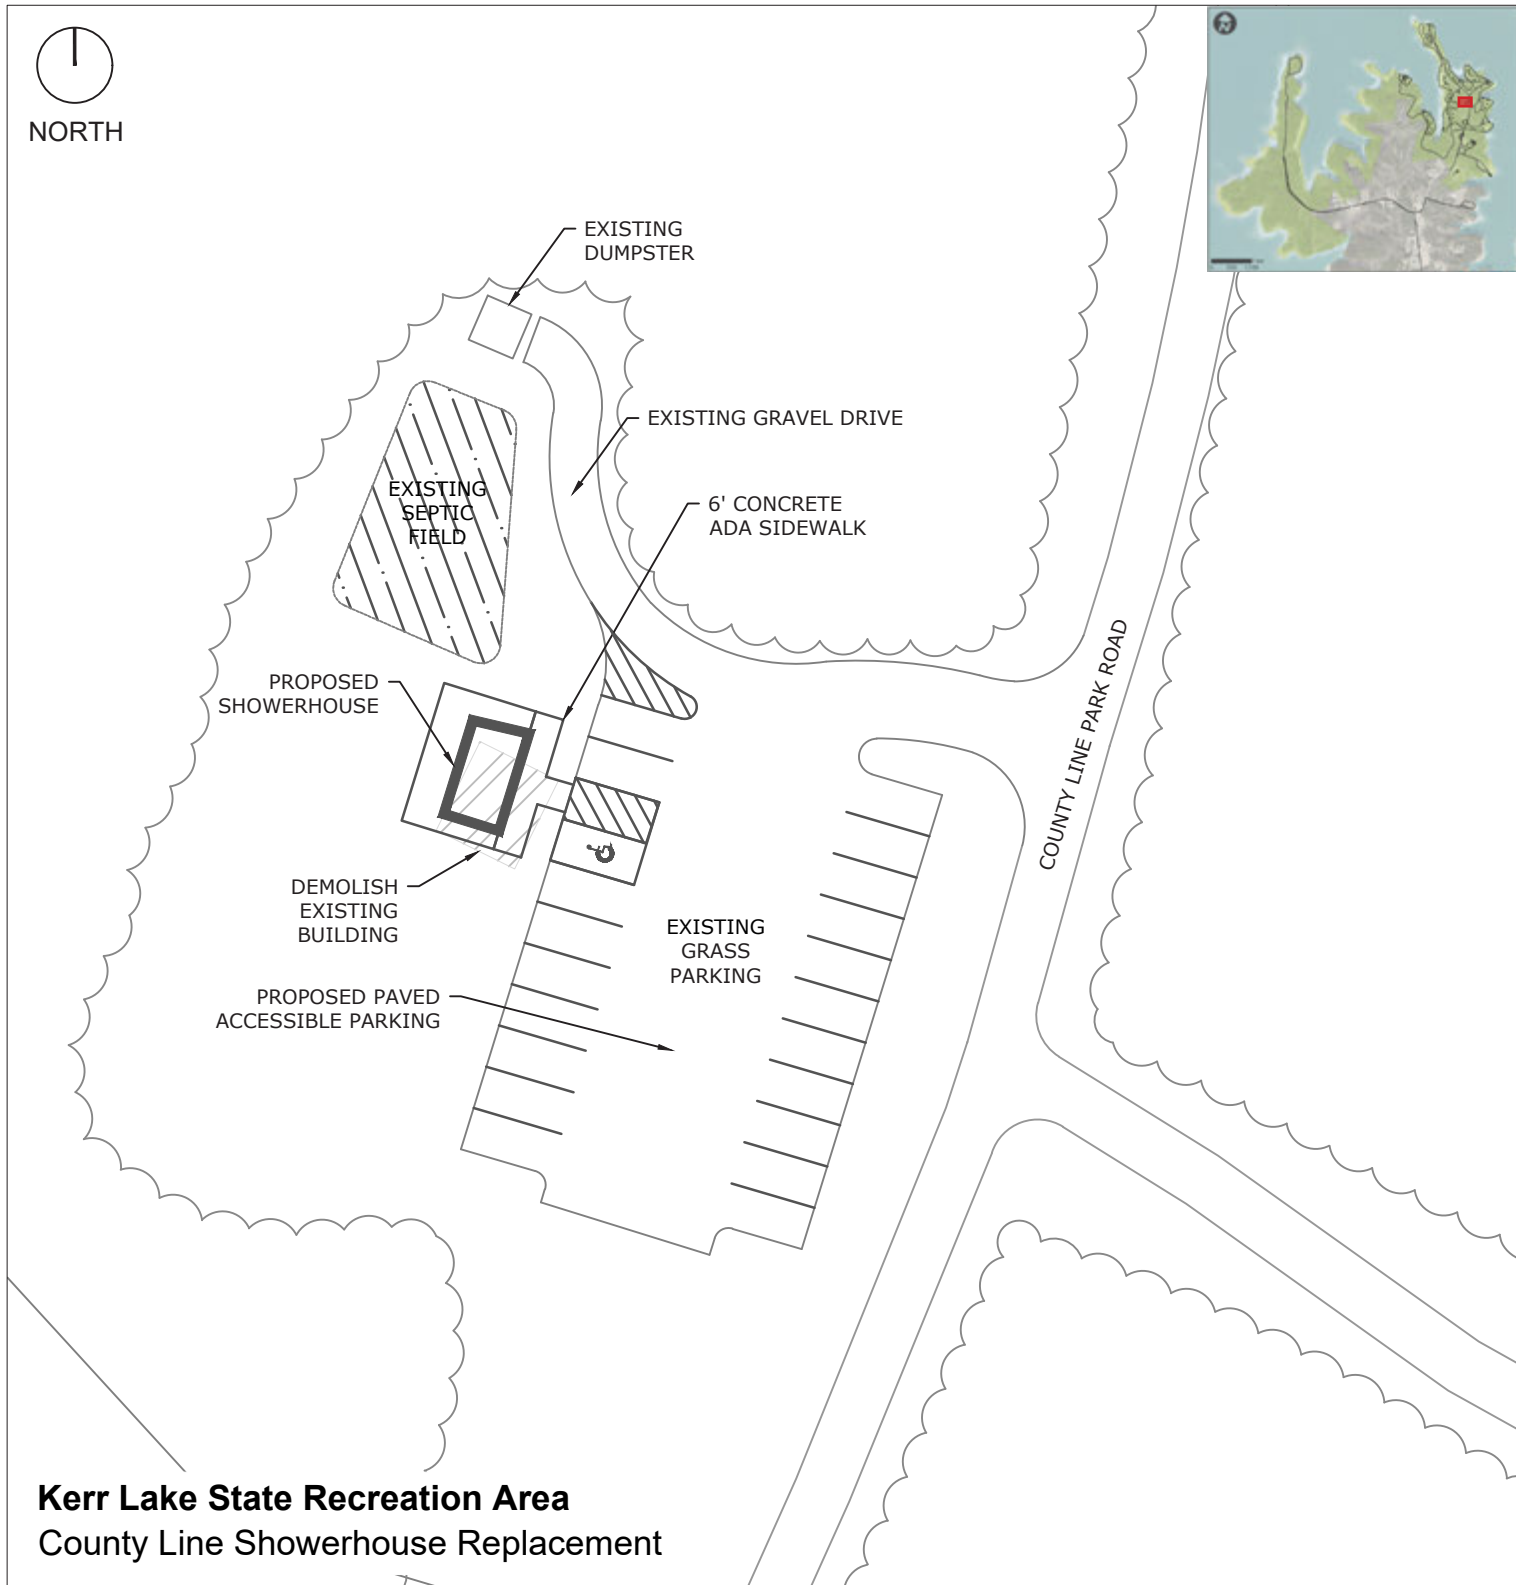 NORTH
EXISTING
DUMPSTER
EXISTING GRAVEL DRIVE
6' CONCRETE
ADA SIDEWALK
EXISTING
SEPTIC
FIELD
PROPOSED
SHOWERHOUSE
COUNTY LINE PARK ROAD
DEMOLISH
EXISTING
BUILDING
EXISTING
GRASS
PARKING
PROPOSED PAVED
ACCESSIBLE PARKING
Kerr Lake State Recreation Area
County Line Showerhouse Replacement